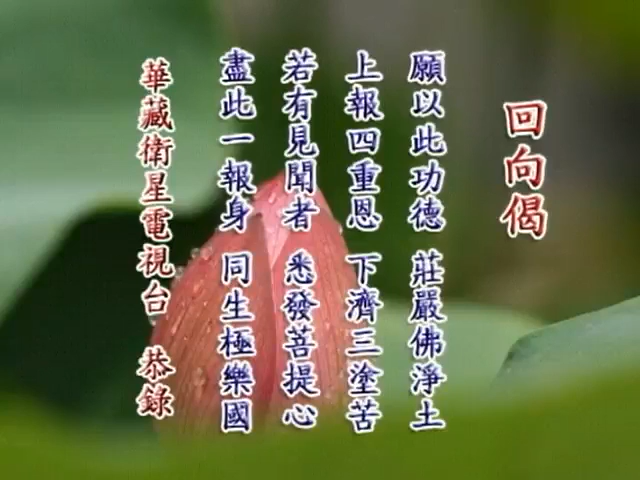 回向偈
願以此功德 莊嚴佛淨土
上報四重恩 下濟三塗苦
若有見聞者 悉發菩提心
盡此一報身 同生極樂國
華藏衛星電視台 恭錄